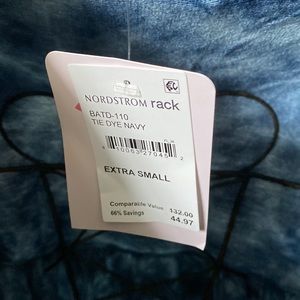 NORDSTROM rack
BATD-110
TIE DYE NAVY
EXTRA SMALL
Comparable Value 132.00
66% Savings 44.97